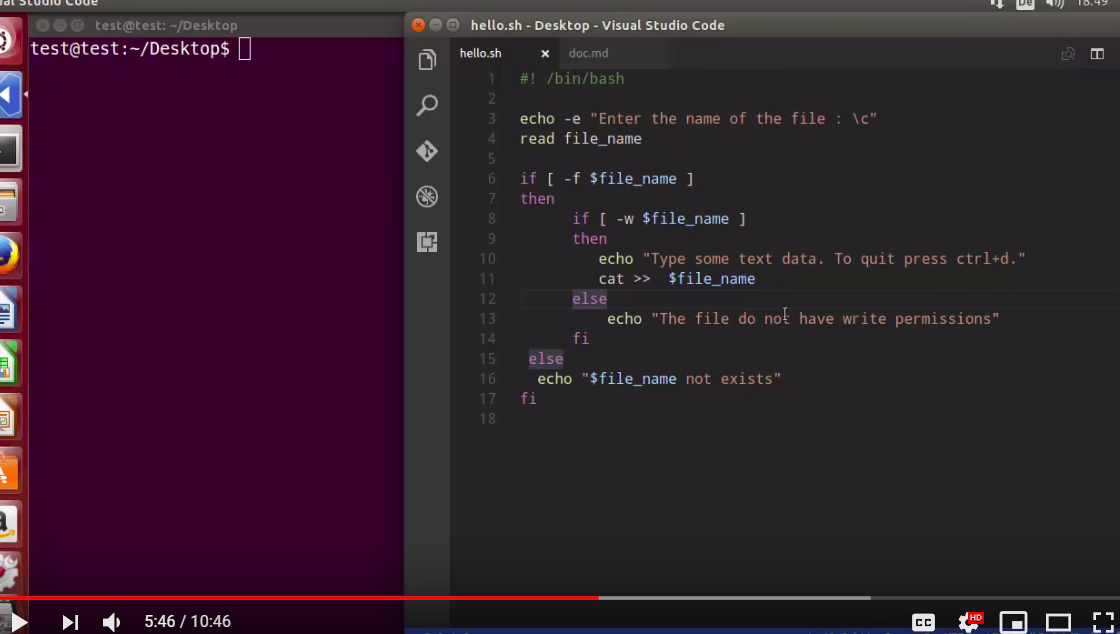 sual Studio Code
De
18:49
test@test: ~/Desktop
hello.sh - Desktop - Visual Studio Code
test@test:~/Desktop$
hello.sh
doc.md
1 #! /bin/bash
2
3 echo -e "Enter the name of the file : \c"
4 read file_name
5
6 if [ -f $file_name ]
7 then
8 if [ -w $file_name ]
9 then
10 echo "Type some text data. To quit press ctrl+d."
11 cat >> $file_name
12 else
13 echo "The file do not have write permissions"
14 fi
15 else
16 echo "$file_name not exists"
17 fi
18
5:46 / 10:46
CC
HD